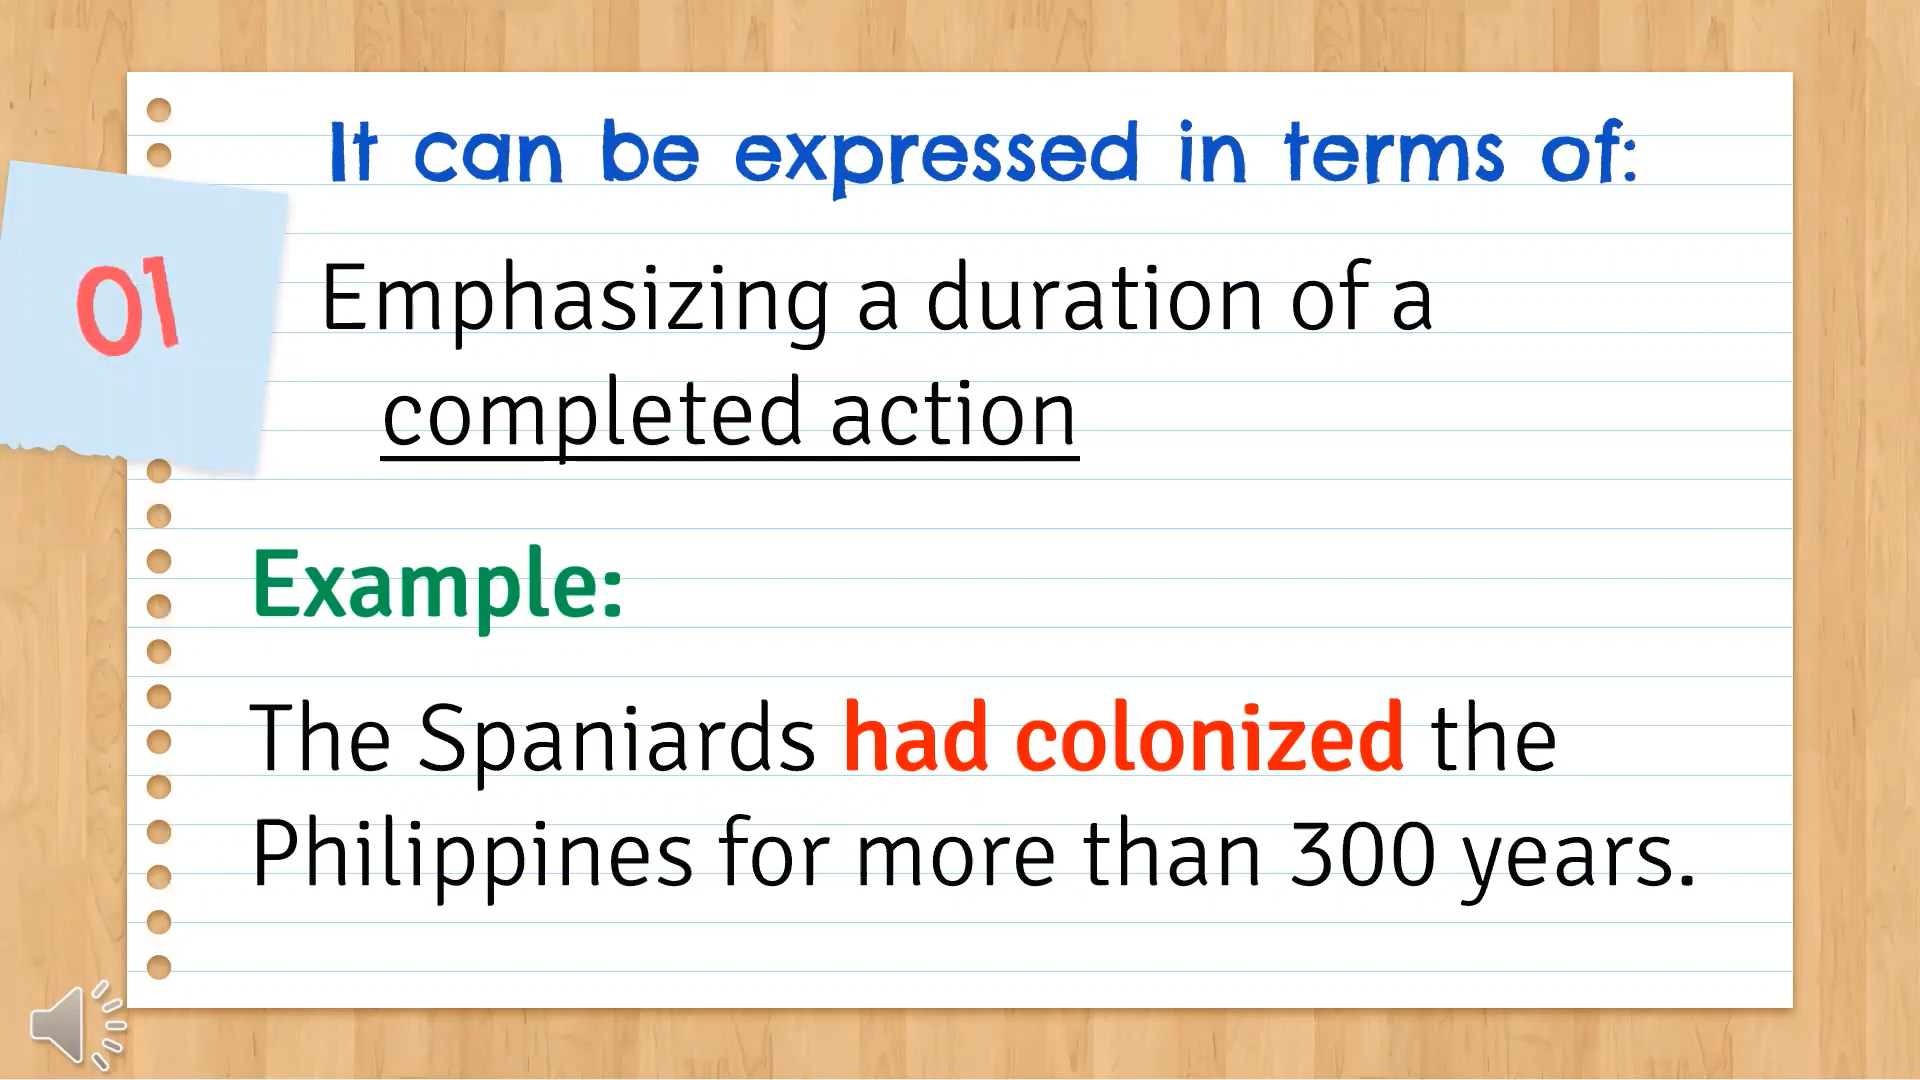 It can be expressed in terms of:
01
Emphasizing a duration of a
completed action
Example:
The Spaniards had colonized the
Philippines for more than 300 years.